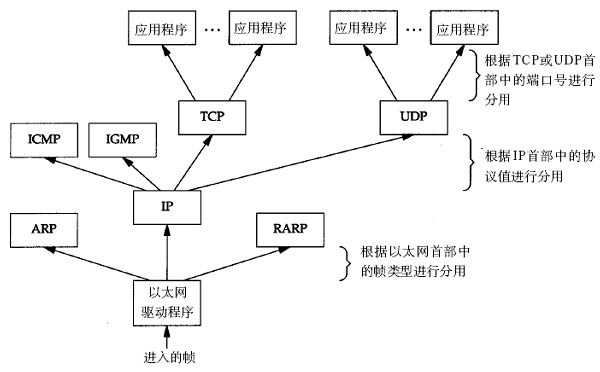 应用程序 … 应用程序 应用程序 … 应用程序
根据TCP或UDP首
部中的端口号进行
分用
TCP UDP
ICMP IGMP
根据IP首部中的协
议值进行分用
IP
ARP RARP
根据以太网首部中
的帧类型进行分用
以太网
驱动程序
进入的帧